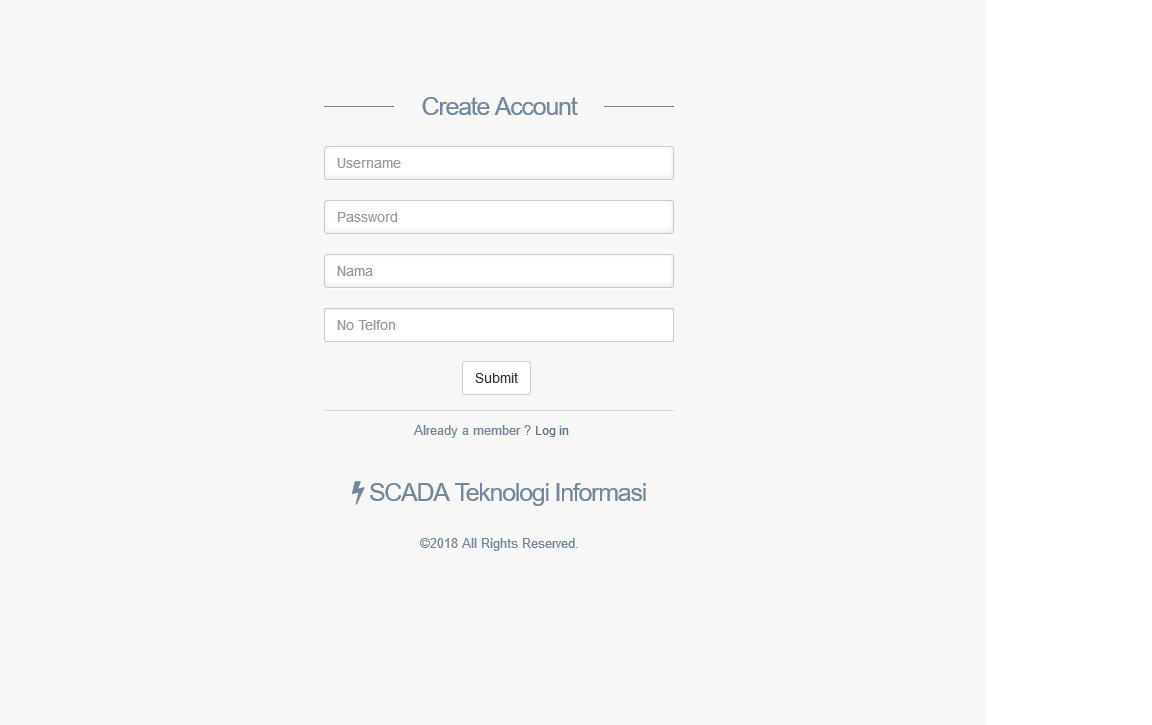 Create Account
Username
Password
Nama
No Telfon
Submit
Already a member ? Log in
SCADA Teknologi Informasi
©2018 All Rights Reserved.